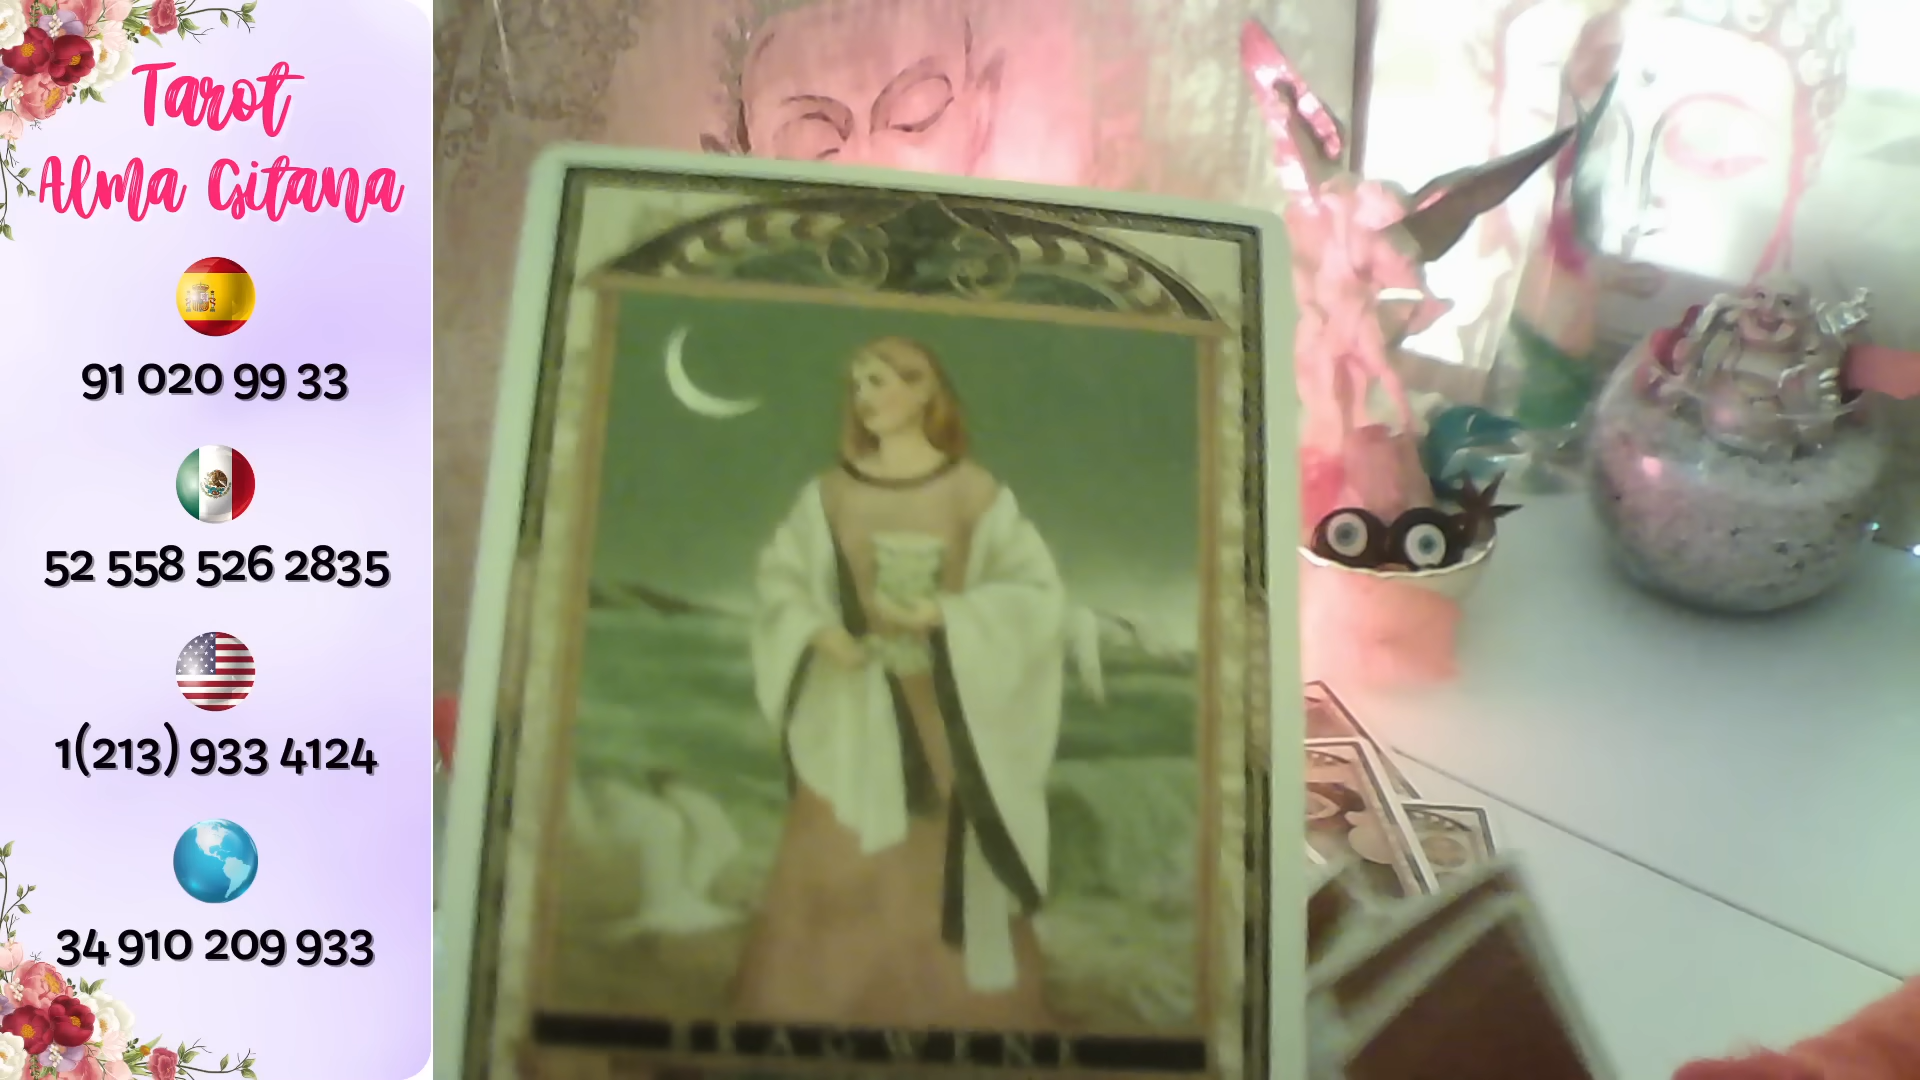 Tarot
Alma Gitana
91 020 99 33
52 558 526 2835
1(213) 933 4124
34 910 209 933